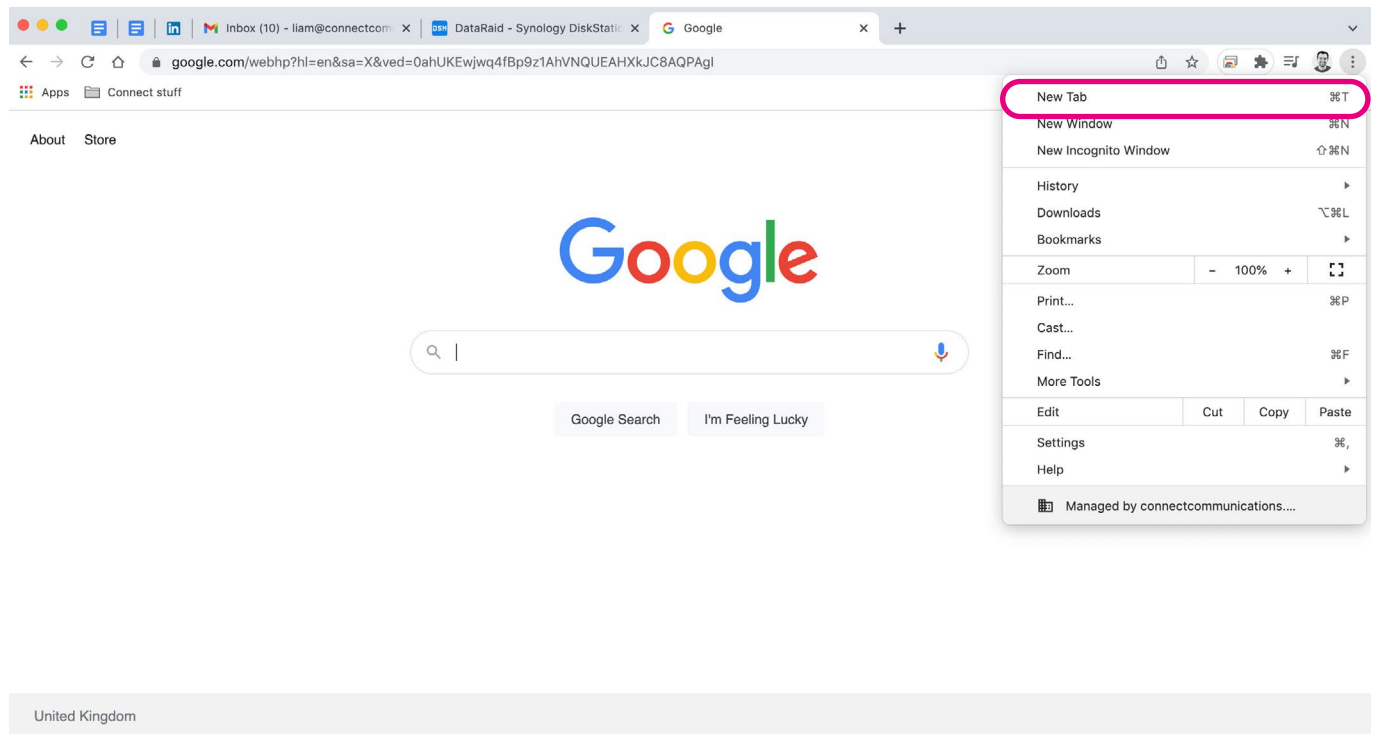 Inbox (10) - liam@connectcom
DSM DataRaid - Synology DiskStatic
Google
google.com/webhp?hl=en&sa=X&ved=0ahUKEwjwq4fBp9z1AhVNQUEAHXkJC8AQPAgI
Apps Connect stuff
About Store
Google
Google Search I'm Feeling Lucky
New Tab ⌘T
New Window ⌘N
New Incognito Window ⇧⌘N
History
Downloads ⌥⌘L
Bookmarks
Zoom - 100% +
Print... ⌘P
Cast...
Find... ⌘F
More Tools
Edit Cut Copy Paste
Settings ⌘,
Help
Managed by connectcommunications....
United Kingdom